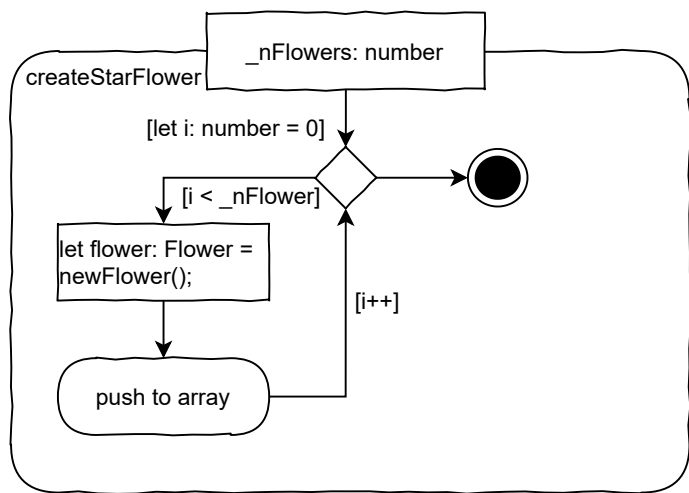 _nFlowers: number
createStarFlower
[let i: number = 0]
[i < _nFlower]
let flower: Flower =
newFlower();
[i++]
push to array